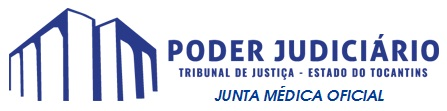 PODER JUDICIÁRIO
TRIBUNAL DE JUSTIÇA - ESTADO DO TOCANTINS
JUNTA MÉDICA OFICIAL